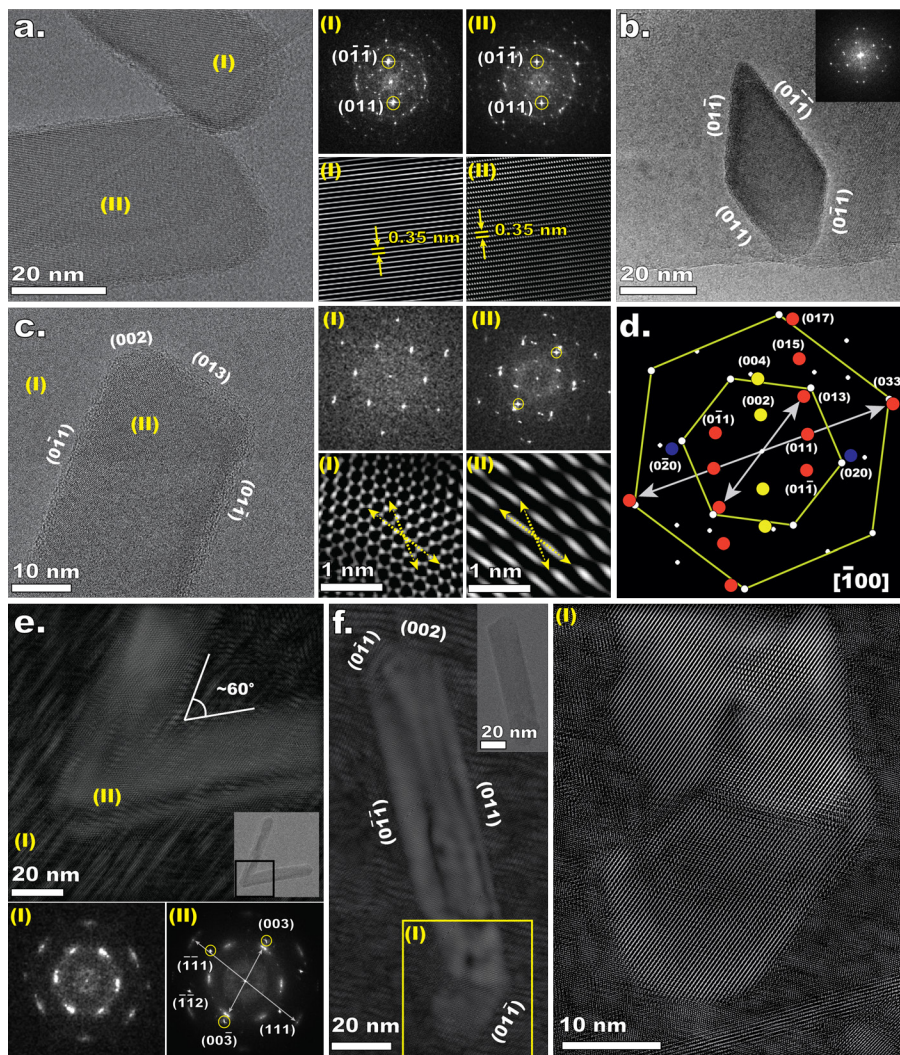 a.
(I)
(II)
20 nm
(I)
(01̄1̄)
(011)
(II)
(01̄1̄)
(011)
(I)
0.35 nm
(II)
0.35 nm
b.
(011̄)
(01̄1̄)
(011)
(01̄1)
20 nm
c.
(002)
(013)
(I)
(II)
(01̄1)
(011̄)
10 nm
(I)
(II)
(I)
1 nm
(II)
1 nm
d.
(017)
(015)
(004)
(033)
(013)
(002)
(01̄1)
(011)
(02̄0)
(020)
(011̄)
[1̄00]
e.
~60°
(II)
(I)
20 nm
(I)
(II)
(003)
(1̄1̄1)
(1̄1̄2)
(111)
(003̄)
f.
(01̄1)
(002)
20 nm
(01̄1̄)
(011)
(I)
(011̄)
20 nm
(I)
10 nm